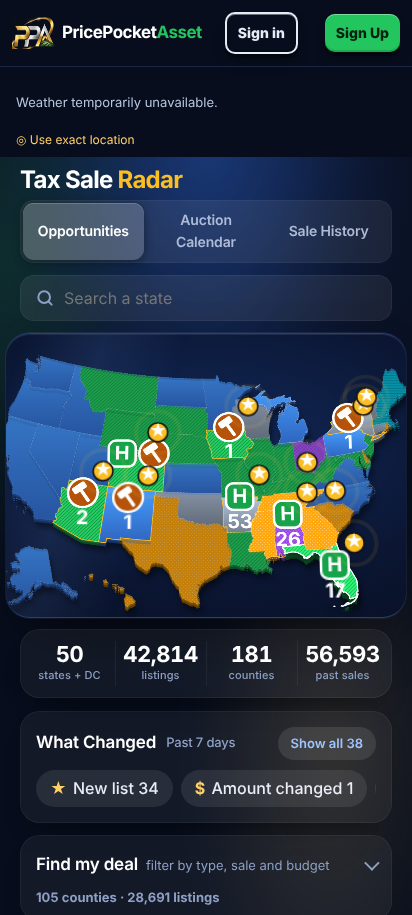 PPA PricePocketAsset Sign in Sign Up
Weather temporarily unavailable.
◎ Use exact location
Tax Sale Radar
Opportunities
Auction
Calendar
Sale History
Search a state
H
1
1
2
1
H
53
H
26
H
17
50
states + DC
42,814
listings
181
counties
56,593
past sales
What Changed Past 7 days Show all 38
★ New list 34
$ Amount changed 1
Find my deal filter by type, sale and budget
105 counties · 28,691 listings